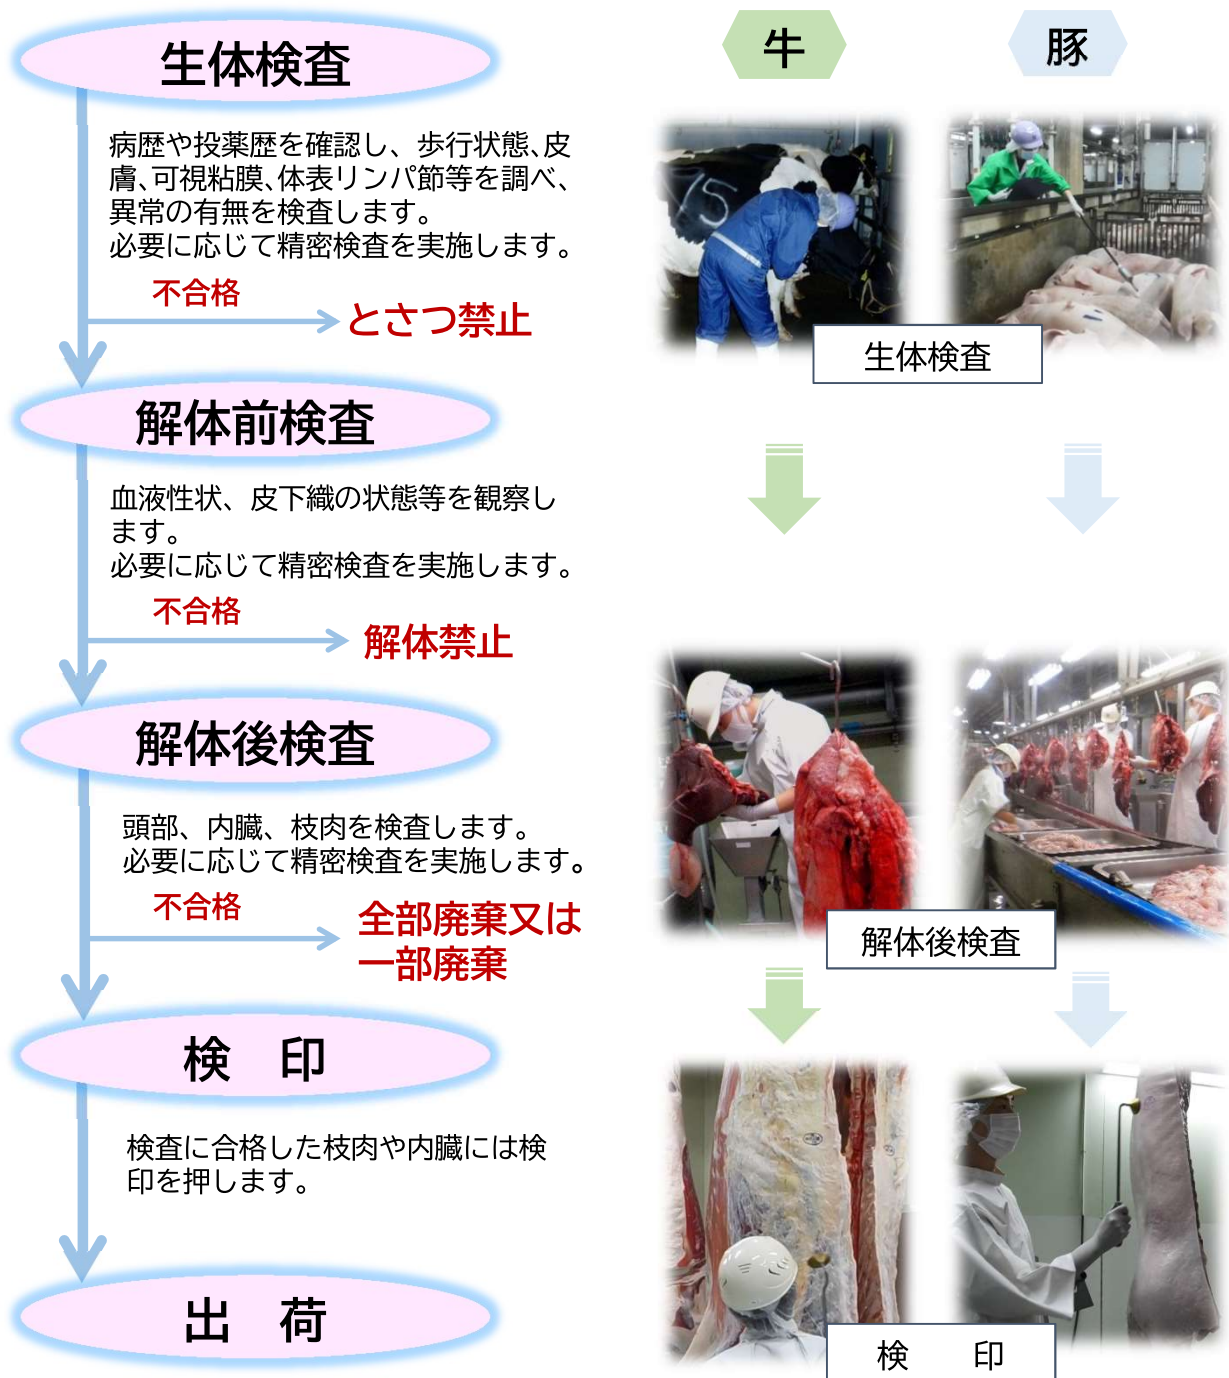 生体検査
病歴や投薬歴を確認し、歩行状態、皮
膚、可視粘膜、体表リンパ節等を調べ、
異常の有無を検査します。
必要に応じて精密検査を実施します。
不合格
とさつ禁止
解体前検査
血液性状、皮下織の状態等を観察し
ます。
必要に応じて精密検査を実施します。
不合格
解体禁止
解体後検査
頭部、内臓、枝肉を検査します。
必要に応じて精密検査を実施します。
不合格
全部廃棄又は
一部廃棄
検　印
検査に合格した枝肉や内臓には検
印を押します。
出　荷
牛
豚
15
生体検査
解体後検査
検　印